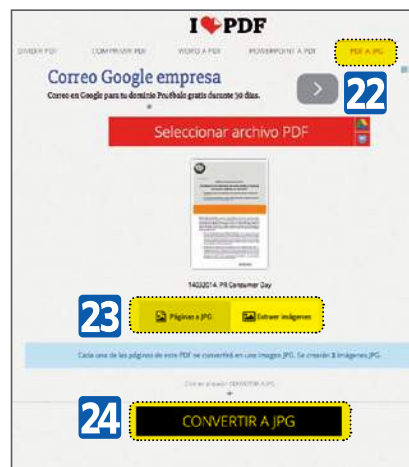 I PDF
DIVIDIR PDF COMPRIMIR PDF WORD A PDF POWERPOINT A PDF PDF A JPG
Correo Google empresa
Correo en Google para tu dominio Pruébalo gratis durante 30 días.
22
Seleccionar archivo PDF
14032014. PR Consumer Day
23
Páginas a JPG Extraer imágenes
Cada una de las páginas de este PDF se convertirá en una imagen JPG. Se crearán 3 imágenes JPG.
CONVERTIR A JPG
24
CONVERTIR A JPG